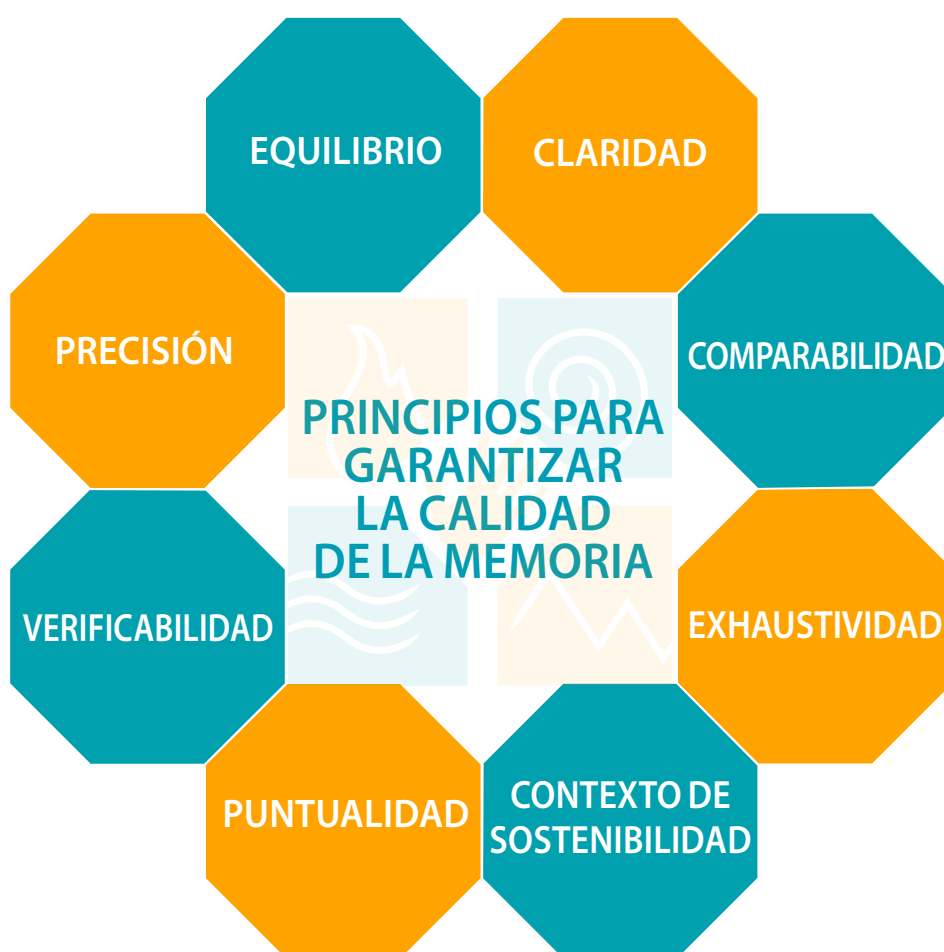 EQUILIBRIO
CLARIDAD
PRECISIÓN
COMPARABILIDAD
PRINCIPIOS PARA
GARANTIZAR
LA CALIDAD
DE LA MEMORIA
VERIFICABILIDAD
EXHAUSTIVIDAD
PUNTUALIDAD
CONTEXTO DE
SOSTENIBILIDAD